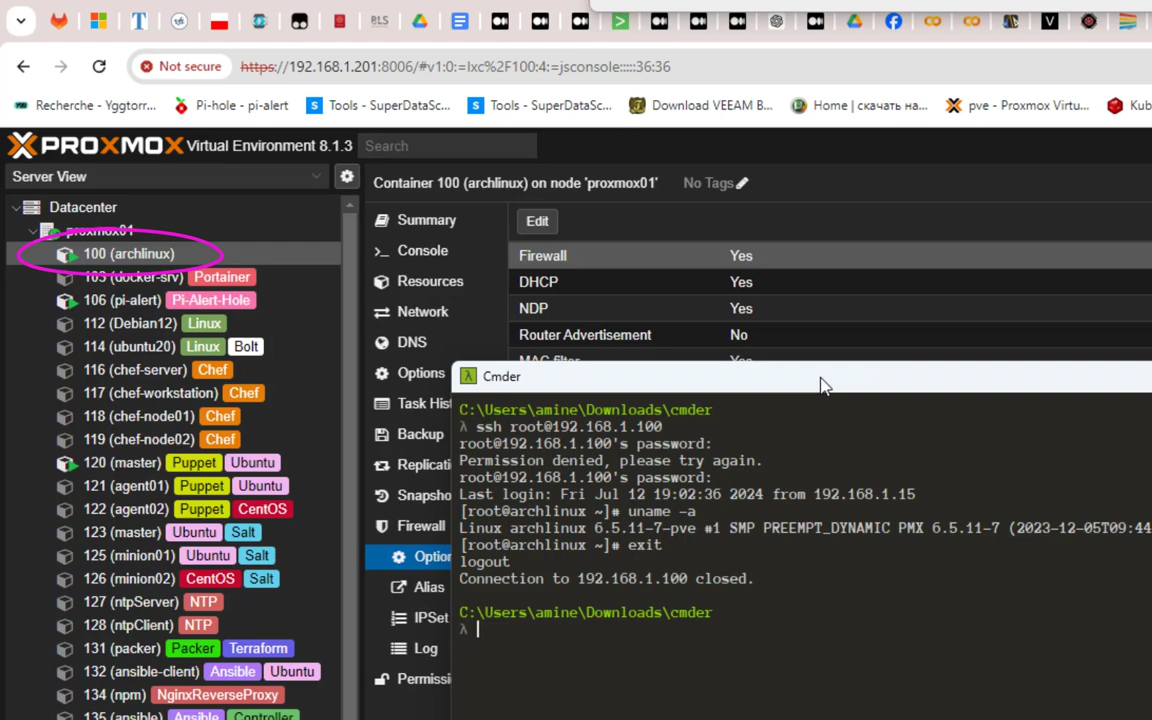 BLS
T
V
Not secure
https://192.168.1.201:8006/#v1:0:=lxc%2F100:4:=jsconsole:::::36:36
Recherche - Yggtorr...
Pi-hole - pi-alert
S Tools - SuperDataSc...
S Tools - SuperDataSc...
Download VEEAM B...
Home | скачать на...
pve - Proxmox Virtu...
Kub
PROXMOX Virtual Environment 8.1.3
Search
Server View
Datacenter
proxmox01
100 (archlinux)
103 (docker-srv) Portainer
106 (pi-alert) Pi-Alert-Hole
112 (Debian12) Linux
114 (ubuntu20) Linux Bolt
116 (chef-server) Chef
117 (chef-workstation) Chef
118 (chef-node01) Chef
119 (chef-node02) Chef
120 (master) Puppet Ubuntu
121 (agent01) Puppet Ubuntu
122 (agent02) Puppet CentOS
123 (master) Ubuntu Salt
125 (minion01) Ubuntu Salt
126 (minion02) CentOS Salt
127 (ntpServer) NTP
128 (ntpClient) NTP
131 (packer) Packer Terraform
132 (ansible-client) Ansible Ubuntu
134 (npm) NginxReverseProxy
135 (ansible) Ansible Controller
Container 100 (archlinux) on node 'proxmox01'
No Tags
Summary
Console
Resources
Network
DNS
Options
Task Hist
Backup
Replicati
Snapsho
Firewall
Optio
Alias
IPSet
Log
Permissi
Edit
Firewall Yes
DHCP Yes
NDP Yes
Router Advertisement No
MAC filter Yes
λ Cmder
C:\Users\amine\Downloads\cmder
λ ssh root@192.168.1.100
root@192.168.1.100's password:
Permission denied, please try again.
root@192.168.1.100's password:
Last login: Fri Jul 12 19:02:36 2024 from 192.168.1.15
[root@archlinux ~]# uname -a
Linux archlinux 6.5.11-7-pve #1 SMP PREEMPT_DYNAMIC PMX 6.5.11-7 (2023-12-05T09:44
[root@archlinux ~]# exit
logout
Connection to 192.168.1.100 closed.
C:\Users\amine\Downloads\cmder
λ